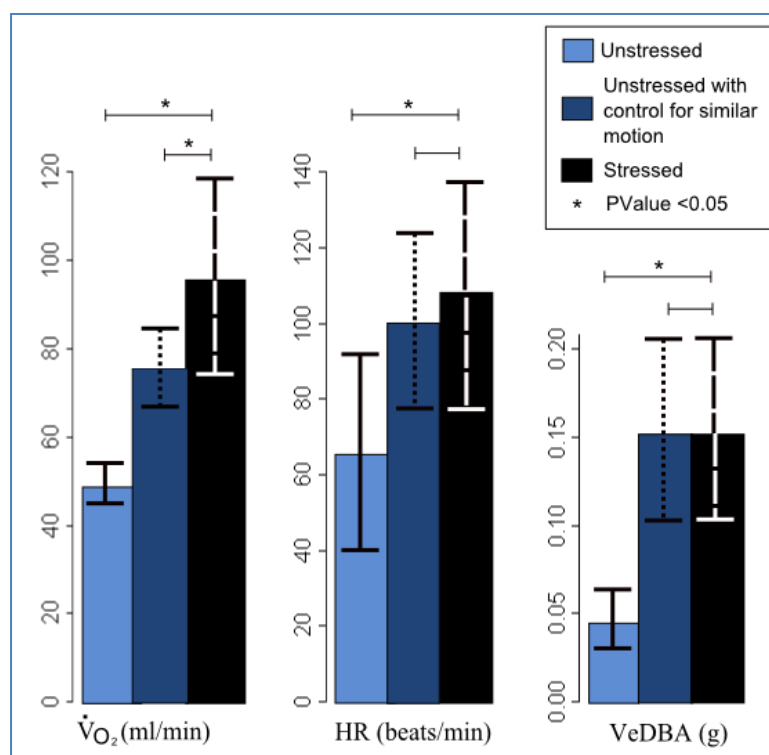 Unstressed
Unstressed with
control for similar
motion
Stressed
* PValue <0.05
*
*
120
100
80
60
40
20
0
V̇O₂ (ml/min)
*
140
120
100
80
60
40
20
0
HR (beats/min)
*
0.20
0.15
0.10
0.05
0.00
VeDBA (g)